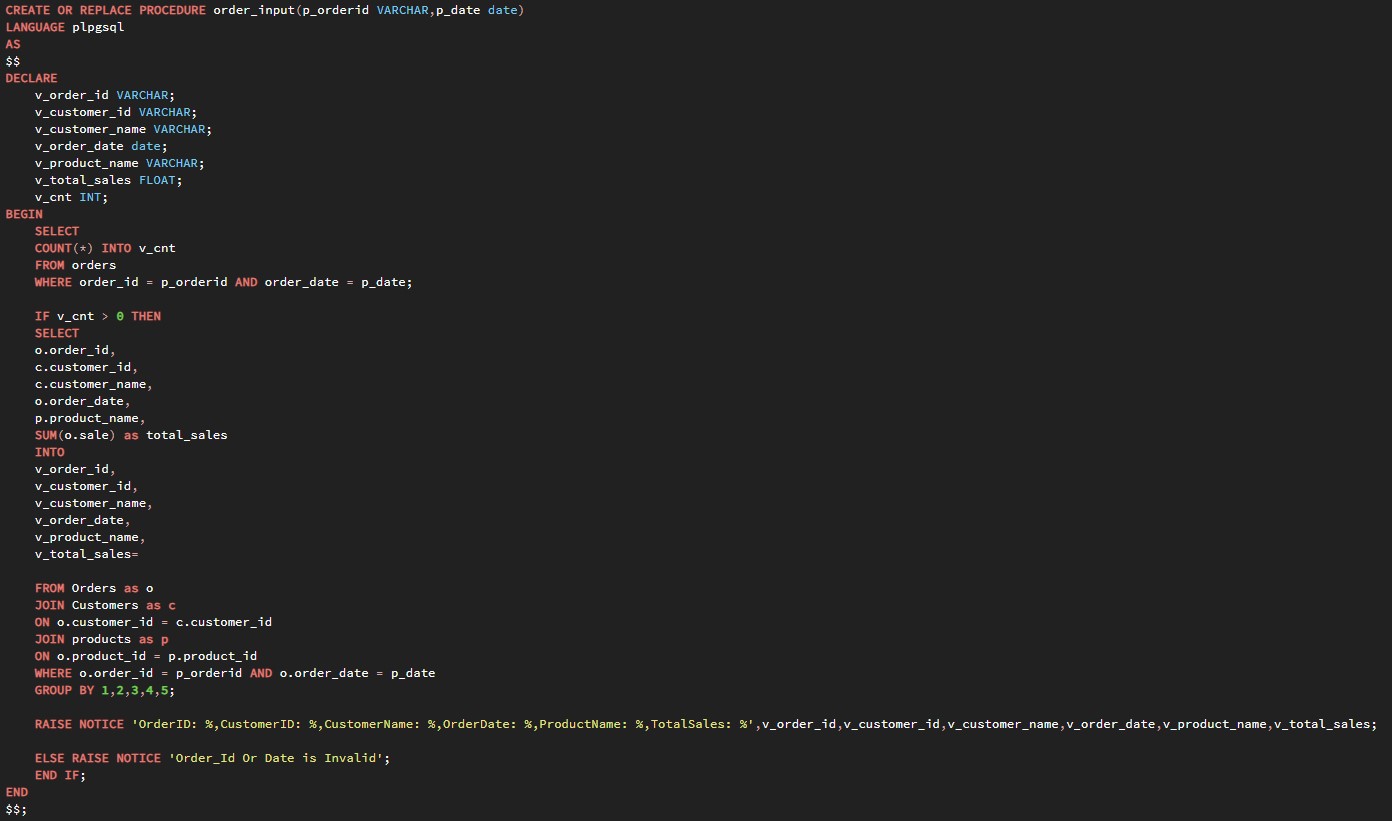 CREATE OR REPLACE PROCEDURE order_input(p_orderid VARCHAR,p_date date)
LANGUAGE plpgsql
AS
$$
DECLARE
    v_order_id VARCHAR;
    v_customer_id VARCHAR;
    v_customer_name VARCHAR;
    v_order_date date;
    v_product_name VARCHAR;
    v_total_sales FLOAT;
    v_cnt INT;
BEGIN
    SELECT
    COUNT(*) INTO v_cnt
    FROM orders
    WHERE order_id = p_orderid AND order_date = p_date;

    IF v_cnt > 0 THEN
    SELECT
    o.order_id,
    c.customer_id,
    c.customer_name,
    o.order_date,
    p.product_name,
    SUM(o.sale) as total_sales
    INTO
    v_order_id,
    v_customer_id,
    v_customer_name,
    v_order_date,
    v_product_name,
    v_total_sales=

    FROM Orders as o
    JOIN Customers as c
    ON o.customer_id = c.customer_id
    JOIN products as p
    ON o.product_id = p.product_id
    WHERE o.order_id = p_orderid AND o.order_date = p_date
    GROUP BY 1,2,3,4,5;

    RAISE NOTICE 'OrderID: %,CustomerID: %,CustomerName: %,OrderDate: %,ProductName: %,TotalSales: %',v_order_id,v_customer_id,v_customer_name,v_order_date,v_product_name,v_total_sales;

    ELSE RAISE NOTICE 'Order_Id Or Date is Invalid';
    END IF;
END
$$;